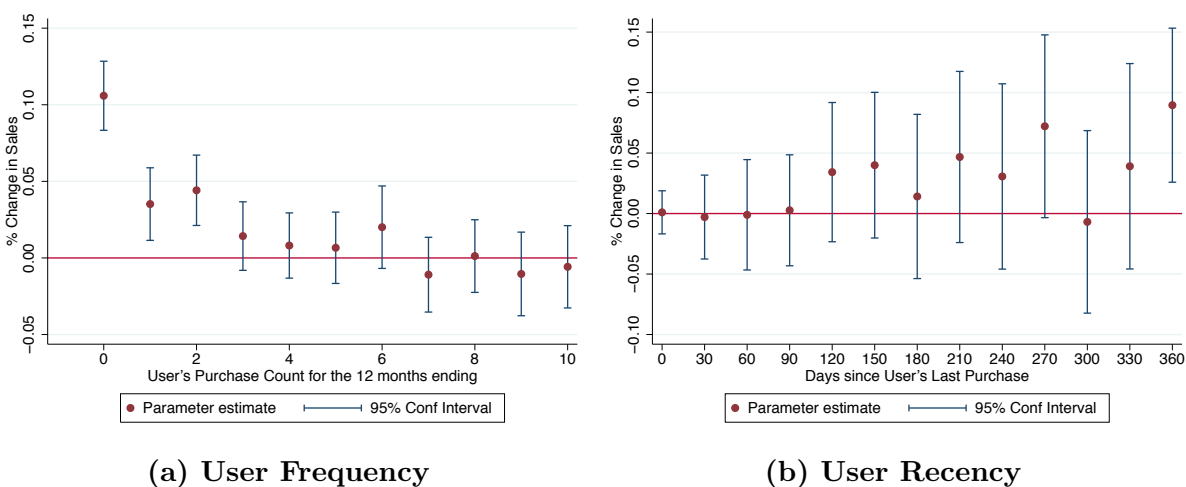 % Change in Sales
0.15
0.10
0.05
0.00
−0.05
0 2 4 6 8 10
User's Purchase Count for the 12 months ending
Parameter estimate 95% Conf Interval
(a) User Frequency
% Change in Sales
0.15
0.10
0.05
0.00
−0.05
−0.10
0 30 60 90 120 150 180 210 240 270 300 330 360
Days since User's Last Purchase
Parameter estimate 95% Conf Interval
(b) User Recency